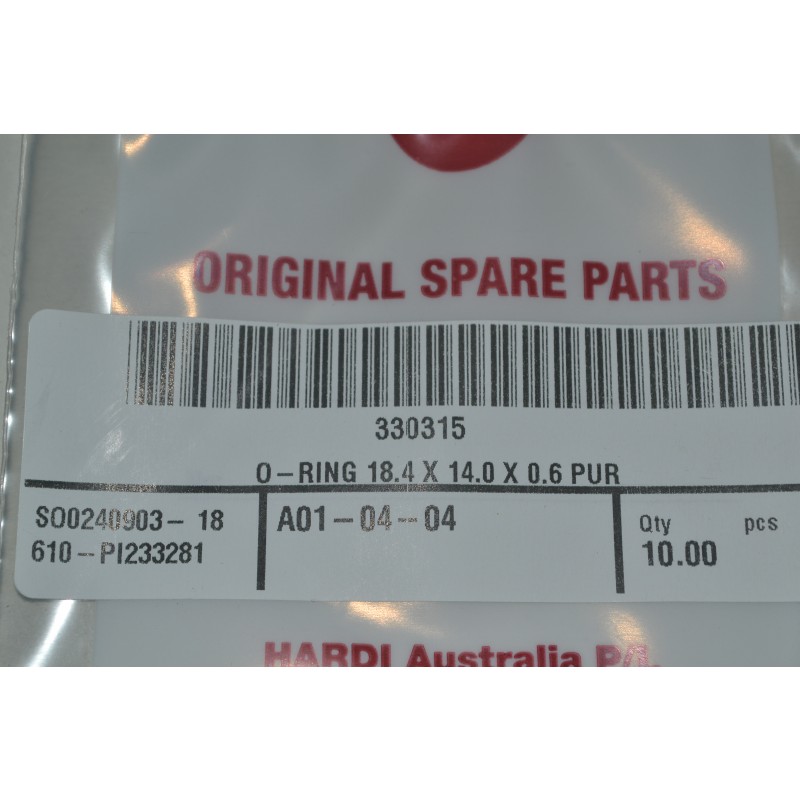 ORIGINAL SPARE PARTS
330315
O-RING 18.4 X 14.0 X 0.6 PUR
SO0240903-18
610-PI233281
A01-04-04
Qty pcs
10.00
HARDI Australia P/L.